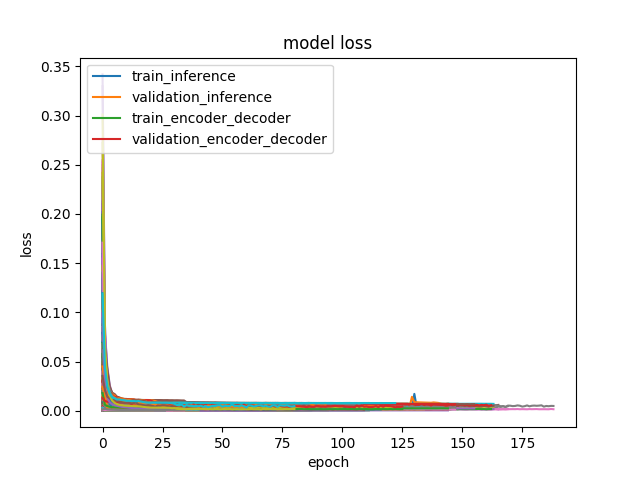 model loss
0.35
0.30
0.25
0.20
0.15
0.10
0.05
0.00
loss
train_inference
validation_inference
train_encoder_decoder
validation_encoder_decoder
0 25 50 75 100 125 150 175
epoch